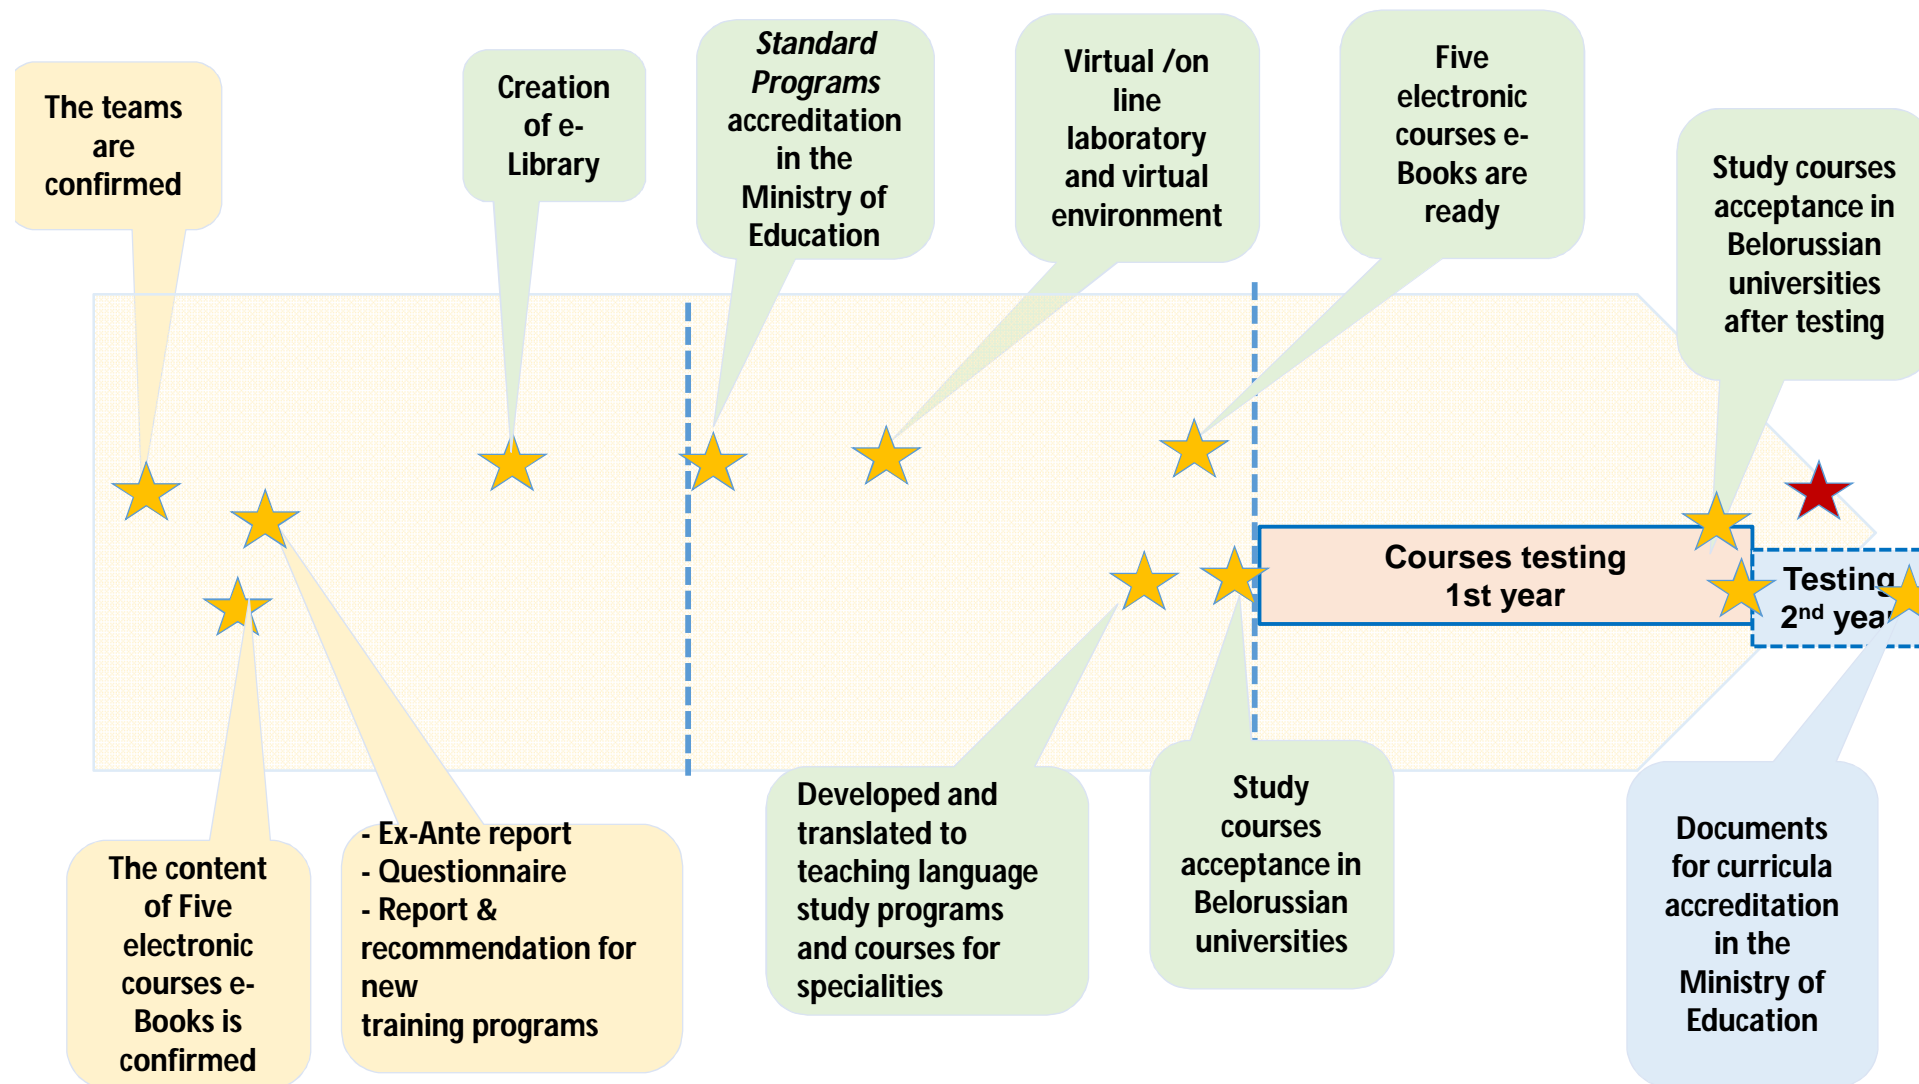 The teams
are
confirmed
Creation
of e-
Library
Standard
Programs
accreditation
in the
Ministry of
Education
Virtual /on
line
laboratory
and virtual
environment
Five
electronic
courses e-
Books are
ready
Study courses
acceptance in
Belorussian
universities
after testing
Courses testing
1st year
Testing
2nd year
The content
of Five
electronic
courses e-
Books is
confirmed
- Ex-Ante report
- Questionnaire
- Report &
recommendation for
new
training programs
Developed and
translated to
teaching language
study programs
and courses for
specialities
Study
courses
acceptance in
Belorussian
universities
Documents
for curricula
accreditation
in the
Ministry of
Education